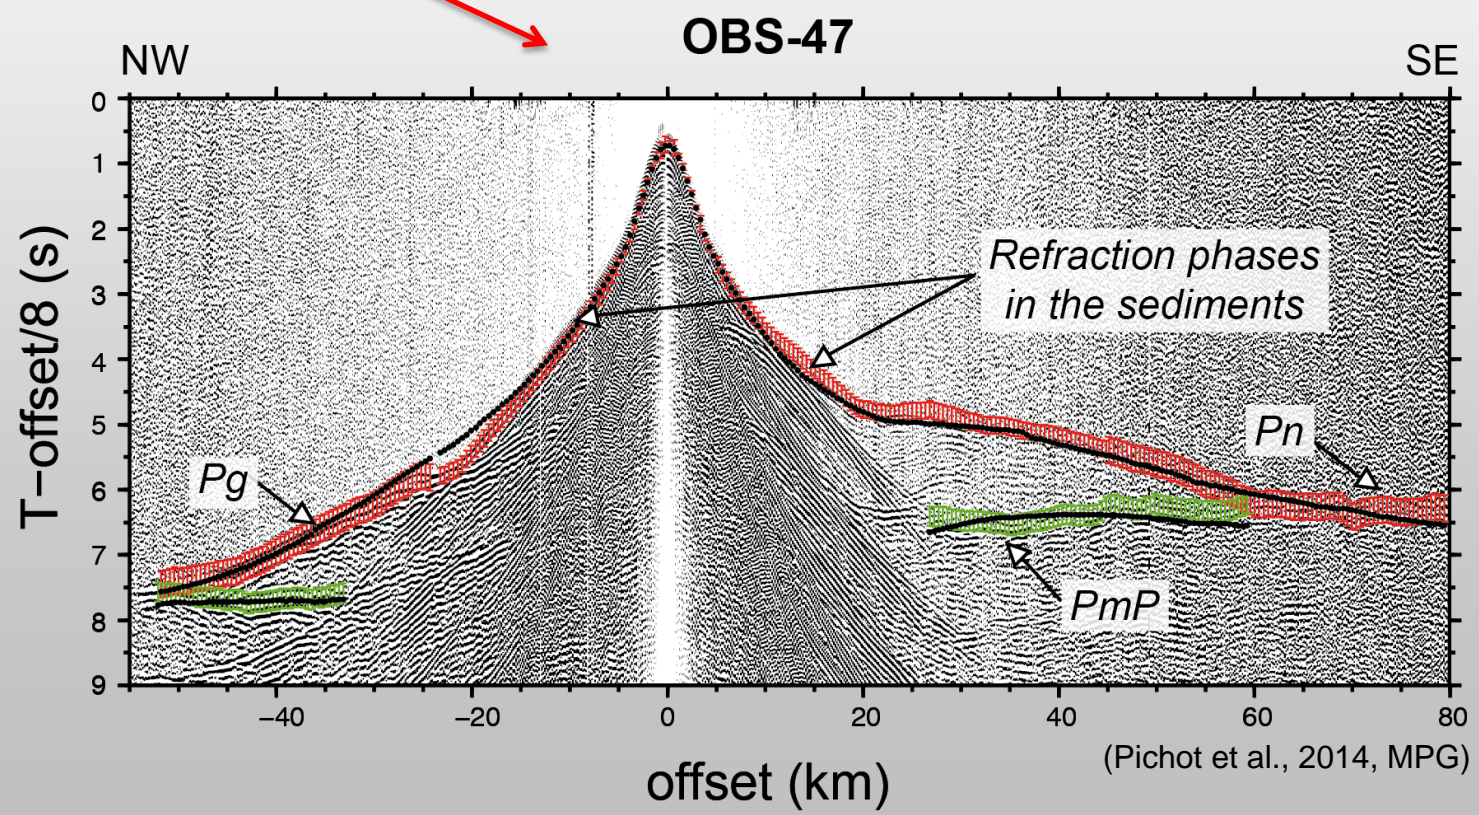 OBS-47
NW
SE
T−offset/8 (s)
0
1
2
3
4
5
6
7
8
9
Refraction phases
in the sediments
Pg
Pn
PmP
−40
−20
0
20
40
60
80
offset (km)
(Pichot et al., 2014, MPG)